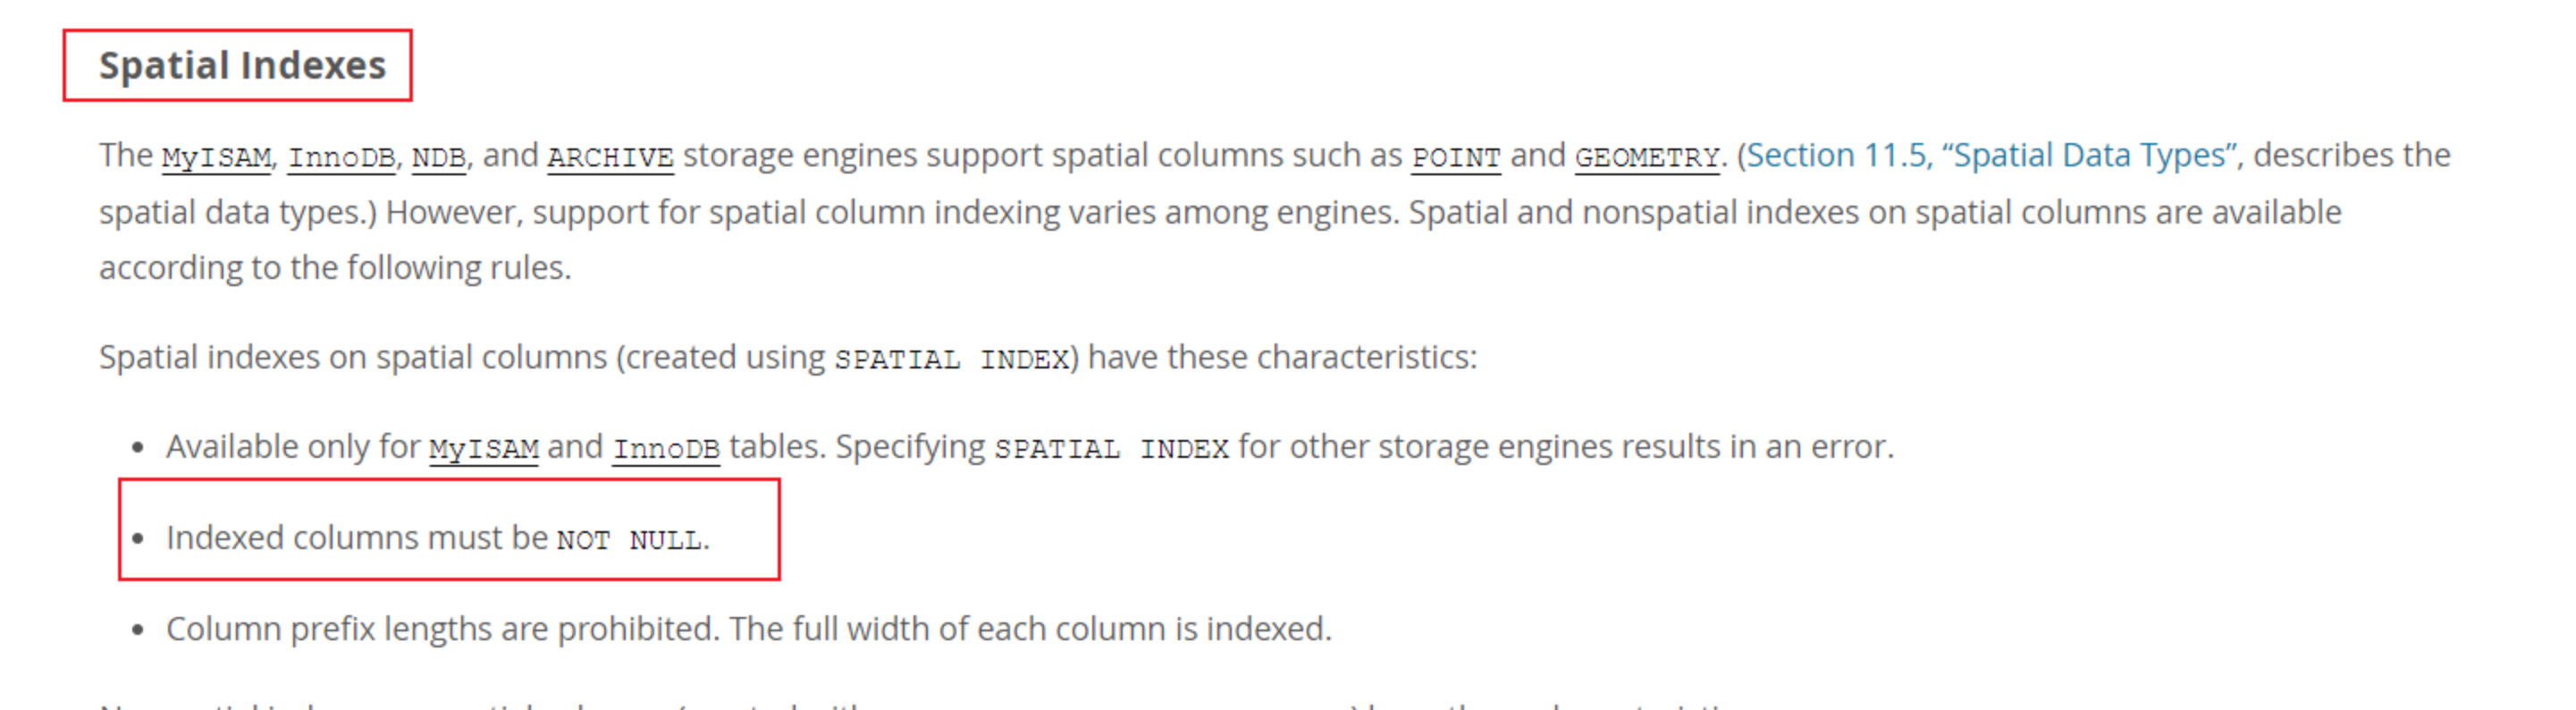 Spatial Indexes
The MyISAM, InnoDB, NDB, and ARCHIVE storage engines support spatial columns such as POINT and GEOMETRY. (Section 11.5, “Spatial Data Types”, describes the
spatial data types.) However, support for spatial column indexing varies among engines. Spatial and nonspatial indexes on spatial columns are available
according to the following rules.
Spatial indexes on spatial columns (created using SPATIAL INDEX) have these characteristics:
• Available only for MyISAM and InnoDB tables. Specifying SPATIAL INDEX for other storage engines results in an error.
• Indexed columns must be NOT NULL.
• Column prefix lengths are prohibited. The full width of each column is indexed.